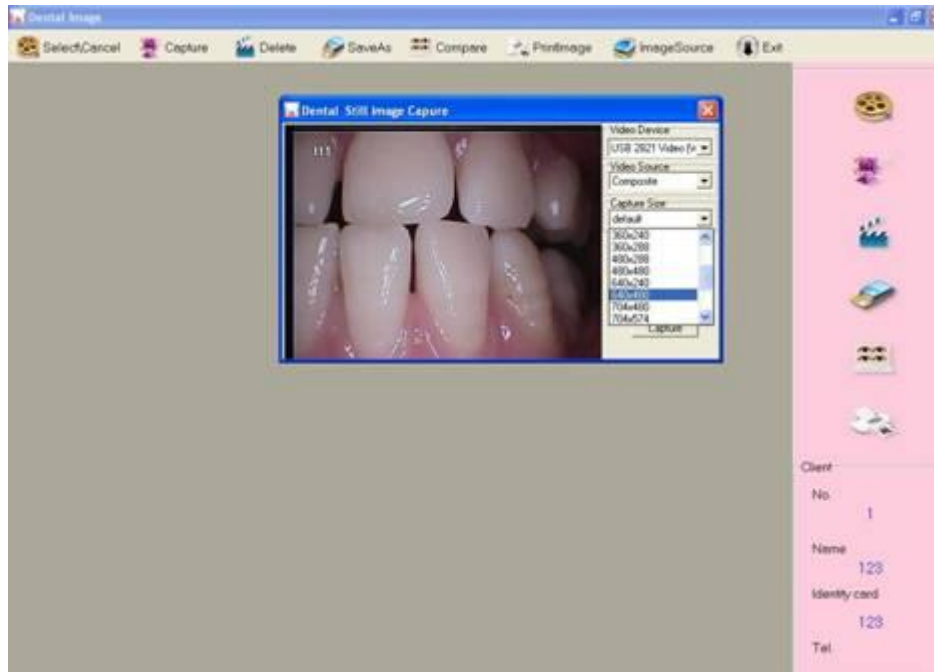 Dental Image
Select\Cancel Capture Delete SaveAs Compare PrintImage ImageSource Exit
Dental Still Image Capure
Video Device
USB 2821 Video
Video Source
Composite
Capture Size
default
360x240
360x288
480x288
480x480
640x240
640x480
704x480
704x574
Capture
Client
No.
1
Name
123
Identity card
123
Tel.